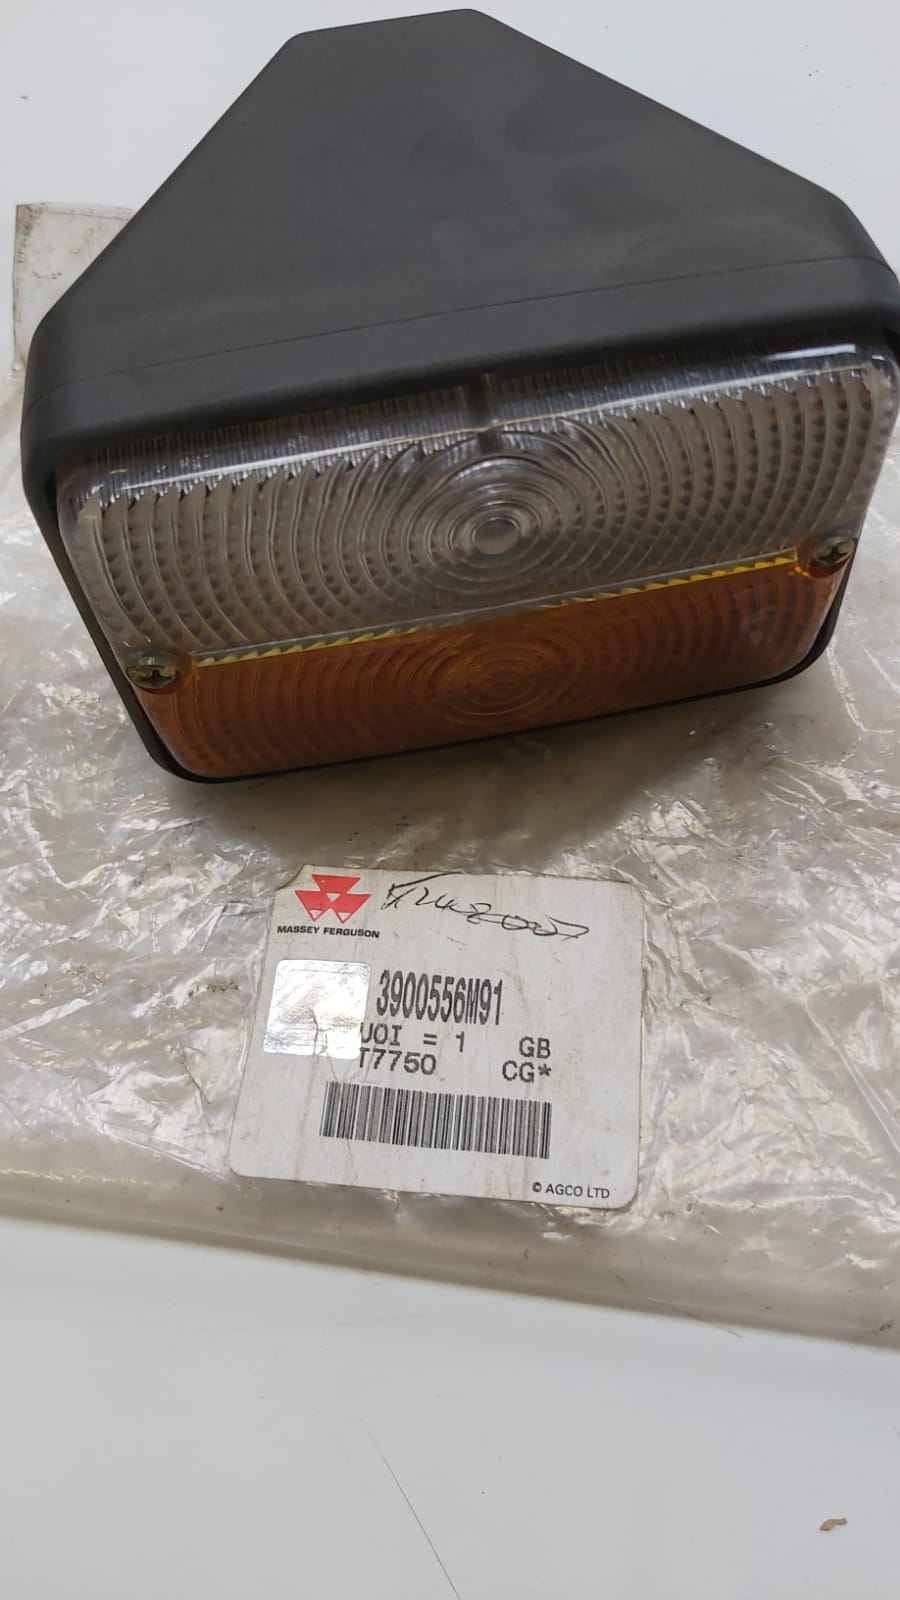 MASSEY FERGUSON
3900556M91
UOI = 1 GB
T7750 CG*
© AGCO LTD